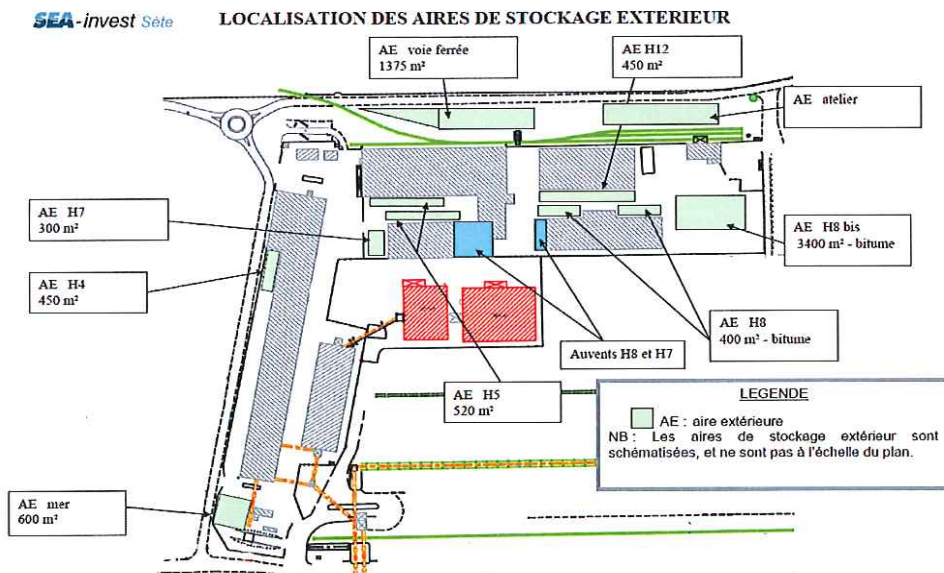 SEA-invest Sète
LOCALISATION DES AIRES DE STOCKAGE EXTERIEUR
AE voie ferrée
1375 m²
AE H12
450 m²
AE atelier
AE H7
300 m²
AE H8 bis
3400 m² - bitume
AE H4
450 m²
AE H8
400 m² - bitume
Auvents H8 et H7
AE H5
520 m²
LEGENDE
AE : aire extérieure
NB : Les aires de stockage extérieur sont
schématisées, et ne sont pas à l'échelle du plan.
AE mer
600 m²